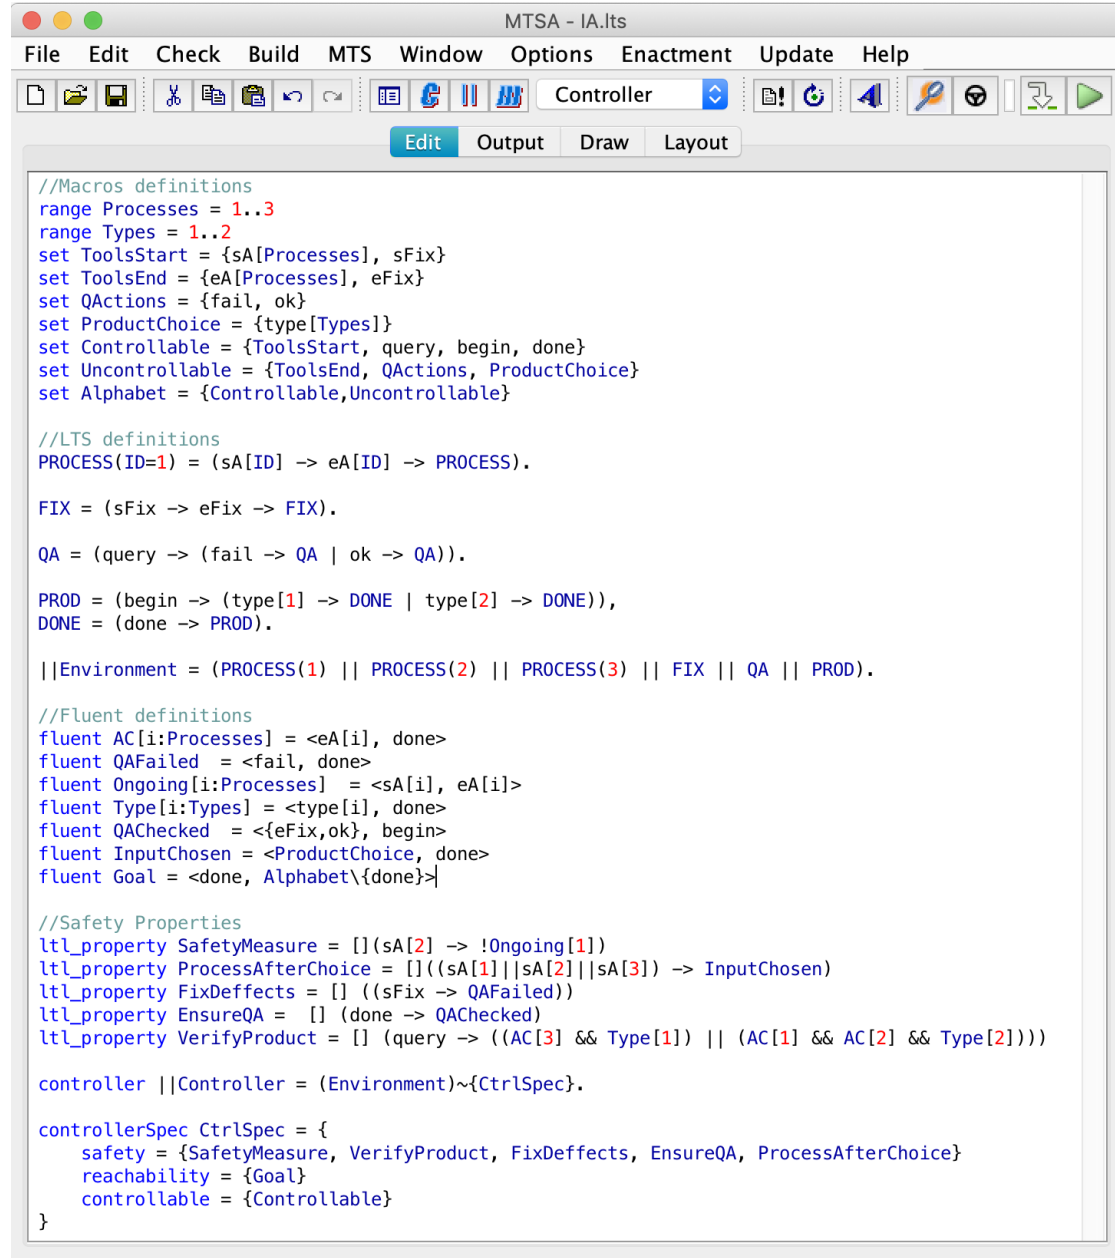 MTSA - IA.lts
File Edit Check Build MTS Window Options Enactment Update Help
Controller
Edit Output Draw Layout
//Macros definitions
range Processes = 1..3
range Types = 1..2
set ToolsStart = {sA[Processes], sFix}
set ToolsEnd = {eA[Processes], eFix}
set QActions = {fail, ok}
set ProductChoice = {type[Types]}
set Controllable = {ToolsStart, query, begin, done}
set Uncontrollable = {ToolsEnd, QActions, ProductChoice}
set Alphabet = {Controllable,Uncontrollable}
//LTS definitions
PROCESS(ID=1) = (sA[ID] -> eA[ID] -> PROCESS).
FIX = (sFix -> eFix -> FIX).
QA = (query -> (fail -> QA | ok -> QA)).
PROD = (begin -> (type[1] -> DONE | type[2] -> DONE)),
DONE = (done -> PROD).
||Environment = (PROCESS(1) || PROCESS(2) || PROCESS(3) || FIX || QA || PROD).
//Fluent definitions
fluent AC[i:Processes] = <eA[i], done>
fluent QAFailed  = <fail, done>
fluent Ongoing[i:Processes]  = <sA[i], eA[i]>
fluent Type[i:Types] = <type[i], done>
fluent QAChecked  = <{eFix,ok}, begin>
fluent InputChosen = <ProductChoice, done>
fluent Goal = <done, Alphabet\{done}>
//Safety Properties
ltl_property SafetyMeasure = [](sA[2] -> !Ongoing[1])
ltl_property ProcessAfterChoice = []((sA[1]||sA[2]||sA[3]) -> InputChosen)
ltl_property FixDeffects = [] ((sFix -> QAFailed))
ltl_property EnsureQA =  [] (done -> QAChecked)
ltl_property VerifyProduct = [] (query -> ((AC[3] && Type[1]) || (AC[1] && AC[2] && Type[2])))
controller ||Controller = (Environment)~{CtrlSpec}.
controllerSpec CtrlSpec = {
safety = {SafetyMeasure, VerifyProduct, FixDeffects, EnsureQA, ProcessAfterChoice}
reachability = {Goal}
controllable = {Controllable}
}